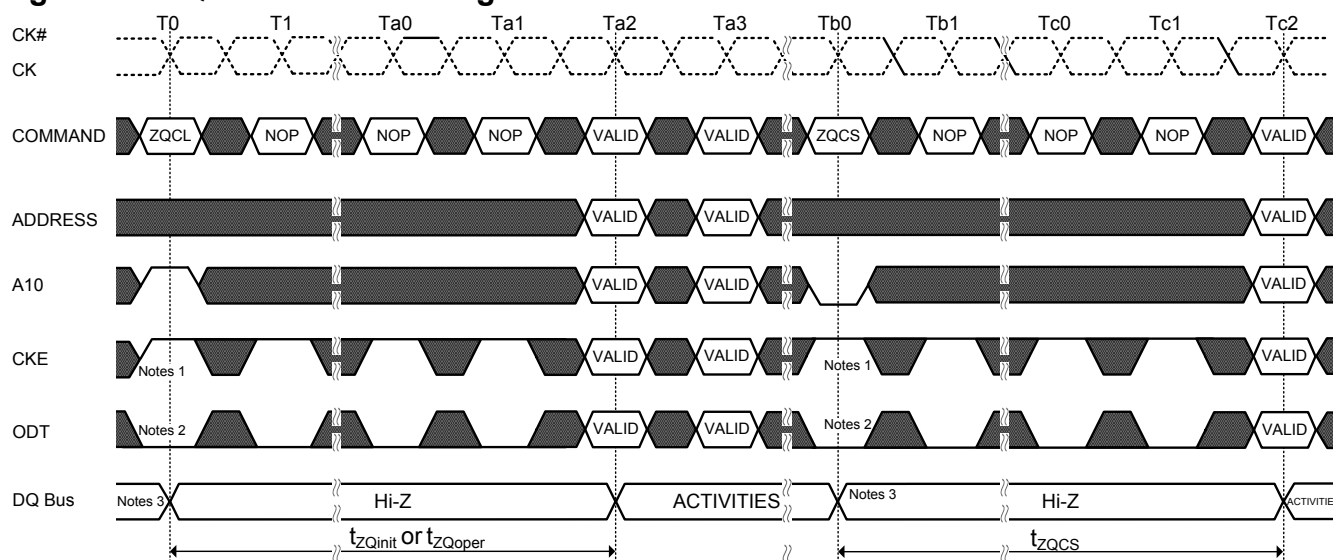 T0 T1 Ta0 Ta1 Ta2 Ta3 Tb0 Tb1 Tc0 Tc1 Tc2
CK#
CK
COMMAND ZQCL NOP NOP NOP VALID VALID ZQCS NOP NOP NOP VALID
ADDRESS VALID VALID VALID
A10 VALID VALID VALID
CKE Notes 1 VALID VALID Notes 1 VALID
ODT Notes 2 VALID VALID Notes 2 VALID
DQ Bus Notes 3 Hi-Z ACTIVITIES Notes 3 Hi-Z ACTIVITIE
tZQinit or tZQoper tZQCS